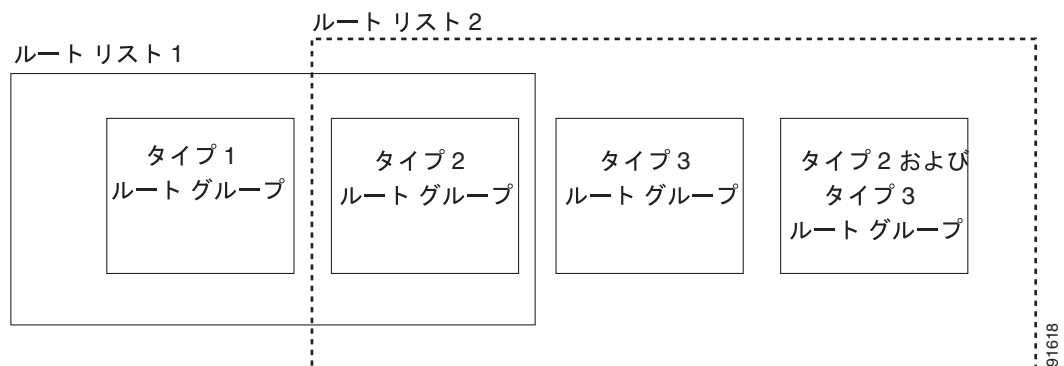 ルート リスト 2
ルート リスト 1
タイプ 1
ルート グループ
タイプ 2
ルート グループ
タイプ 3
ルート グループ
タイプ 2 および
タイプ 3
ルート グループ
91618